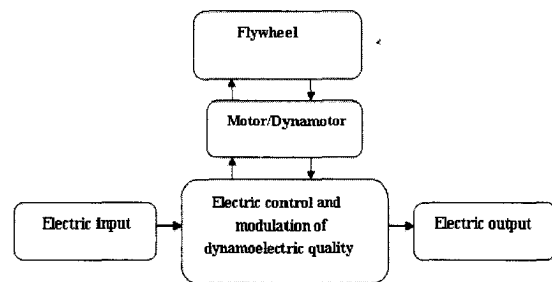 Flywheel
Motor/Dynamotor
Electric control and
modulation of
dynamoelectric quality
Electric input
Electric output